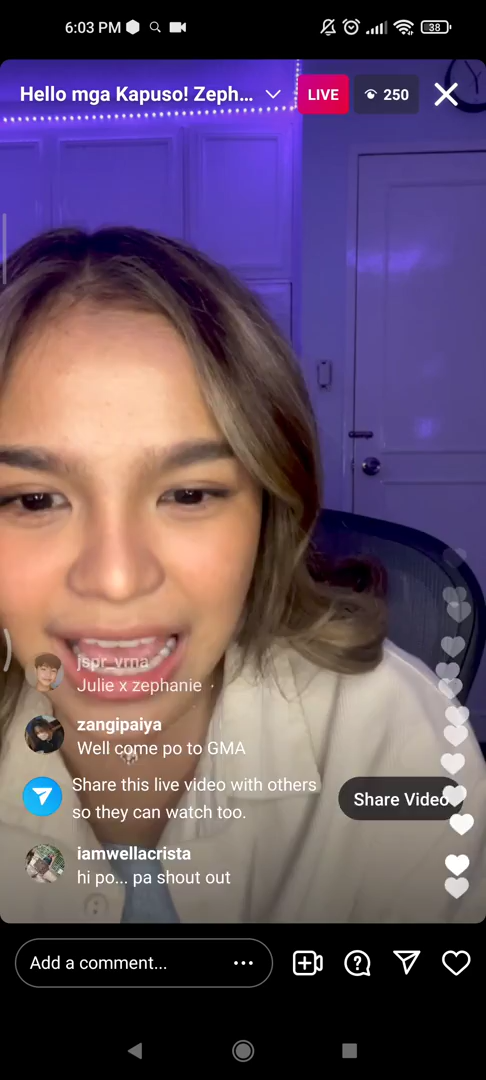 6:03 PM
38
Hello mga Kapuso! Zeph...
LIVE
250
jspr_vrna
Julie x zephanie
zangipaiya
Well come po to GMA
Share this live video with others
so they can watch too.
Share Video
iamwellacrista
hi po... pa shout out
Add a comment...